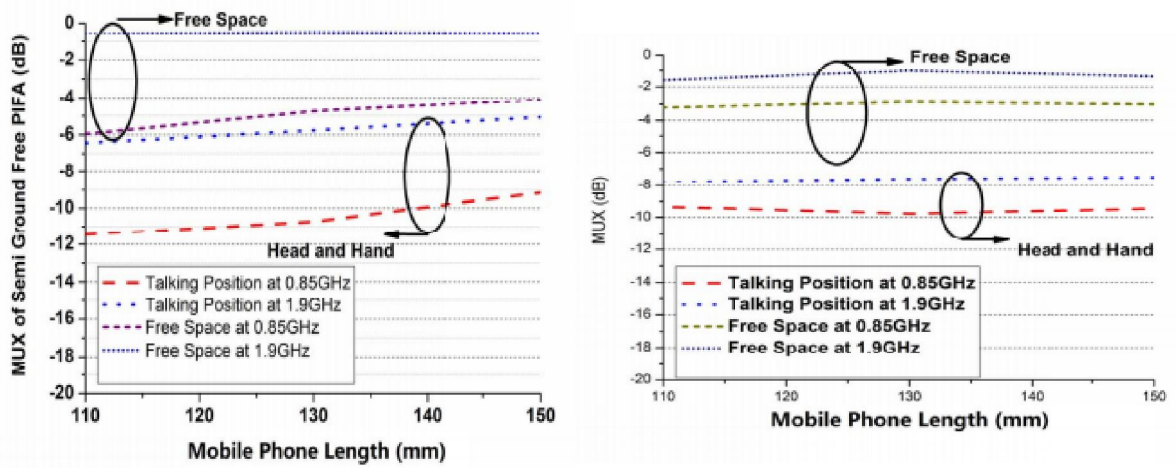 MUX of Semi Ground Free PIFA (dB)
0
-2
-4
-6
-8
-10
-12
-14
-16
-18
-20
Free Space
Head and Hand
Talking Position at 0.85GHz
Talking Position at 1.9GHz
Free Space at 0.85GHz
Free Space at 1.9GHz
110 120 130 140 150
Mobile Phone Length (mm)
MUX (dB)
0
-2
-4
-6
-8
-10
-12
-14
-16
-18
-20
Free Space
Head and Hand
Talking Position at 0.85GHz
Talking Position at 1.9GHz
Free Space at 0.85GHz
Free Space at 1.9GHz
110 120 130 140 150
Mobile Phone Length (mm)